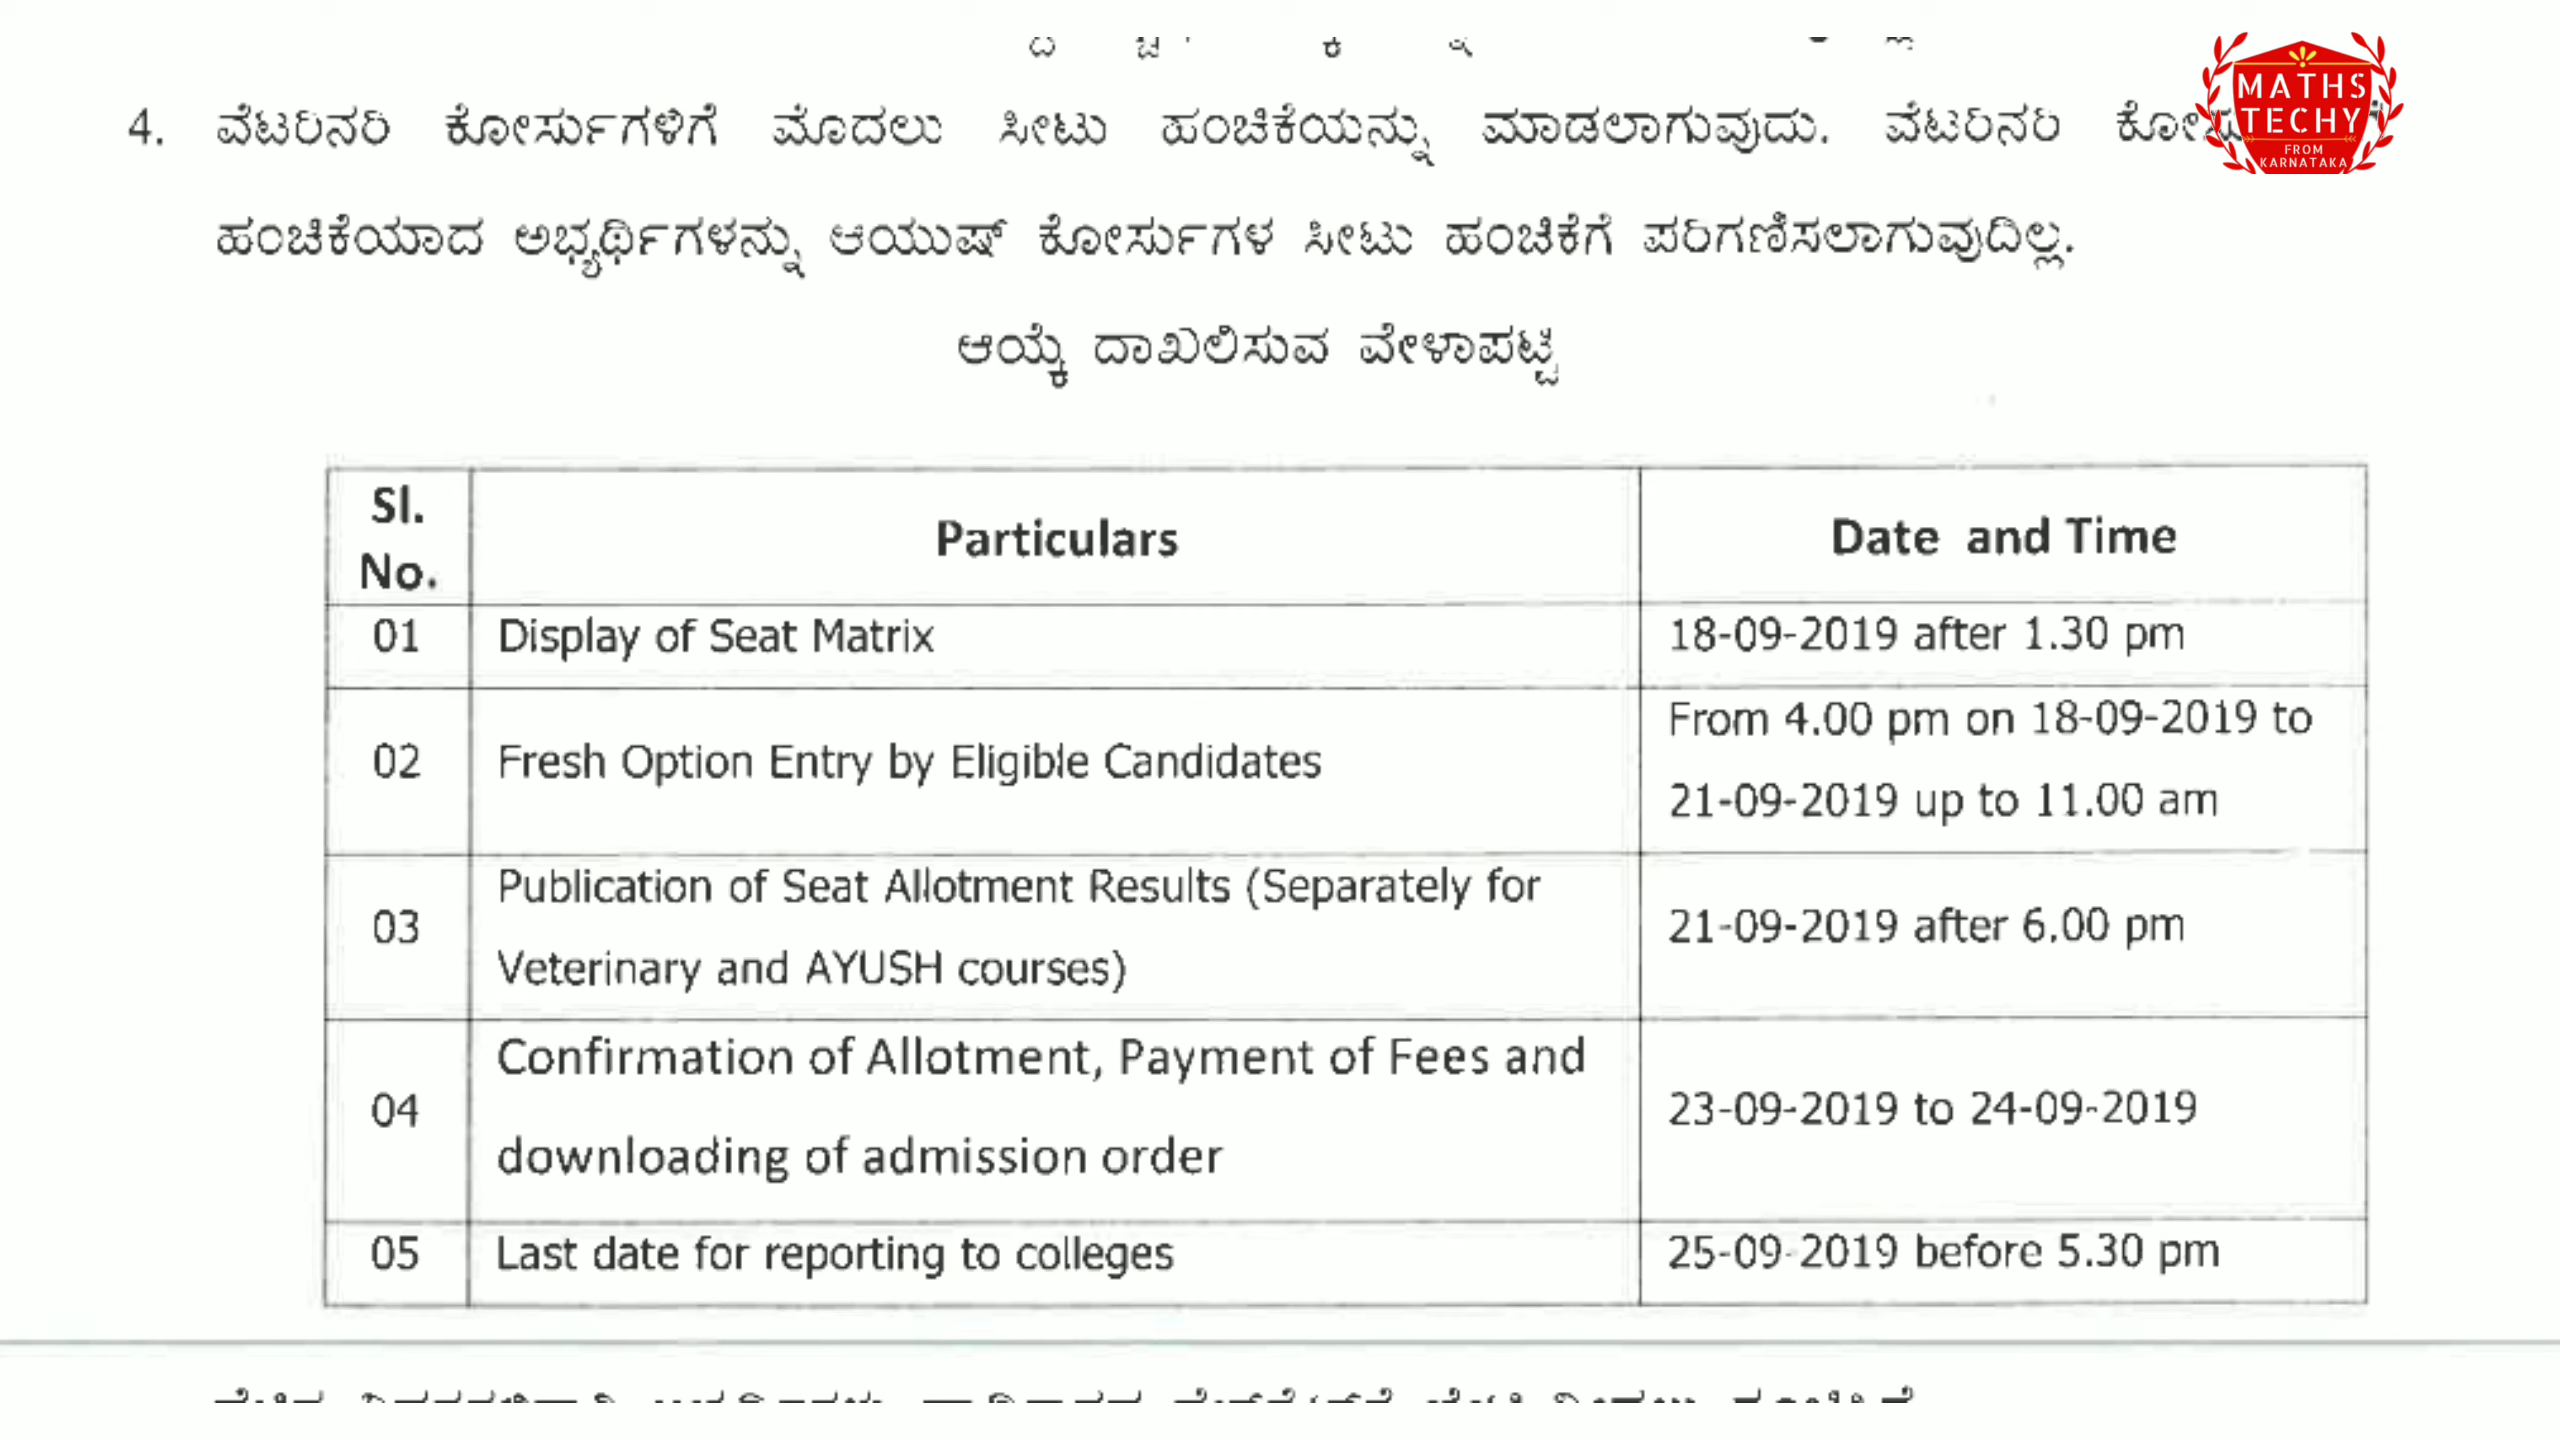 4. ವೆಟರಿನರಿ ಕೋರ್ಸುಗಳಿಗೆ ಮೊದಲು ಸೀಟು ಹಂಚಿಕೆಯನ್ನು ಮಾಡಲಾಗುವುದು. ವೆಟರಿನರಿ
ಹಂಚಿಕೆಯಾದ ಅಭ್ಯರ್ಥಿಗಳನ್ನು ಆಯುಷ್ ಕೋರ್ಸುಗಳ ಸೀಟು ಹಂಚಿಕೆಗೆ ಪರಿಗಣಿಸಲಾಗುವುದಿಲ್ಲ.
MATHS
TECHY
FROM
KARNATAKA
ಆಯ್ಕೆ ದಾಖಲಿಸುವ ವೇಳಾಪಟ್ಟಿ
Sl. No. Particulars Date and Time
01 Display of Seat Matrix 18-09-2019 after 1.30 pm
02 Fresh Option Entry by Eligible Candidates From 4.00 pm on 18-09-2019 to
21-09-2019 up to 11.00 am
03 Publication of Seat Allotment Results (Separately for
Veterinary and AYUSH courses) 21-09-2019 after 6.00 pm
04 Confirmation of Allotment, Payment of Fees and
downloading of admission order 23-09-2019 to 24-09-2019
05 Last date for reporting to colleges 25-09-2019 before 5.30 pm